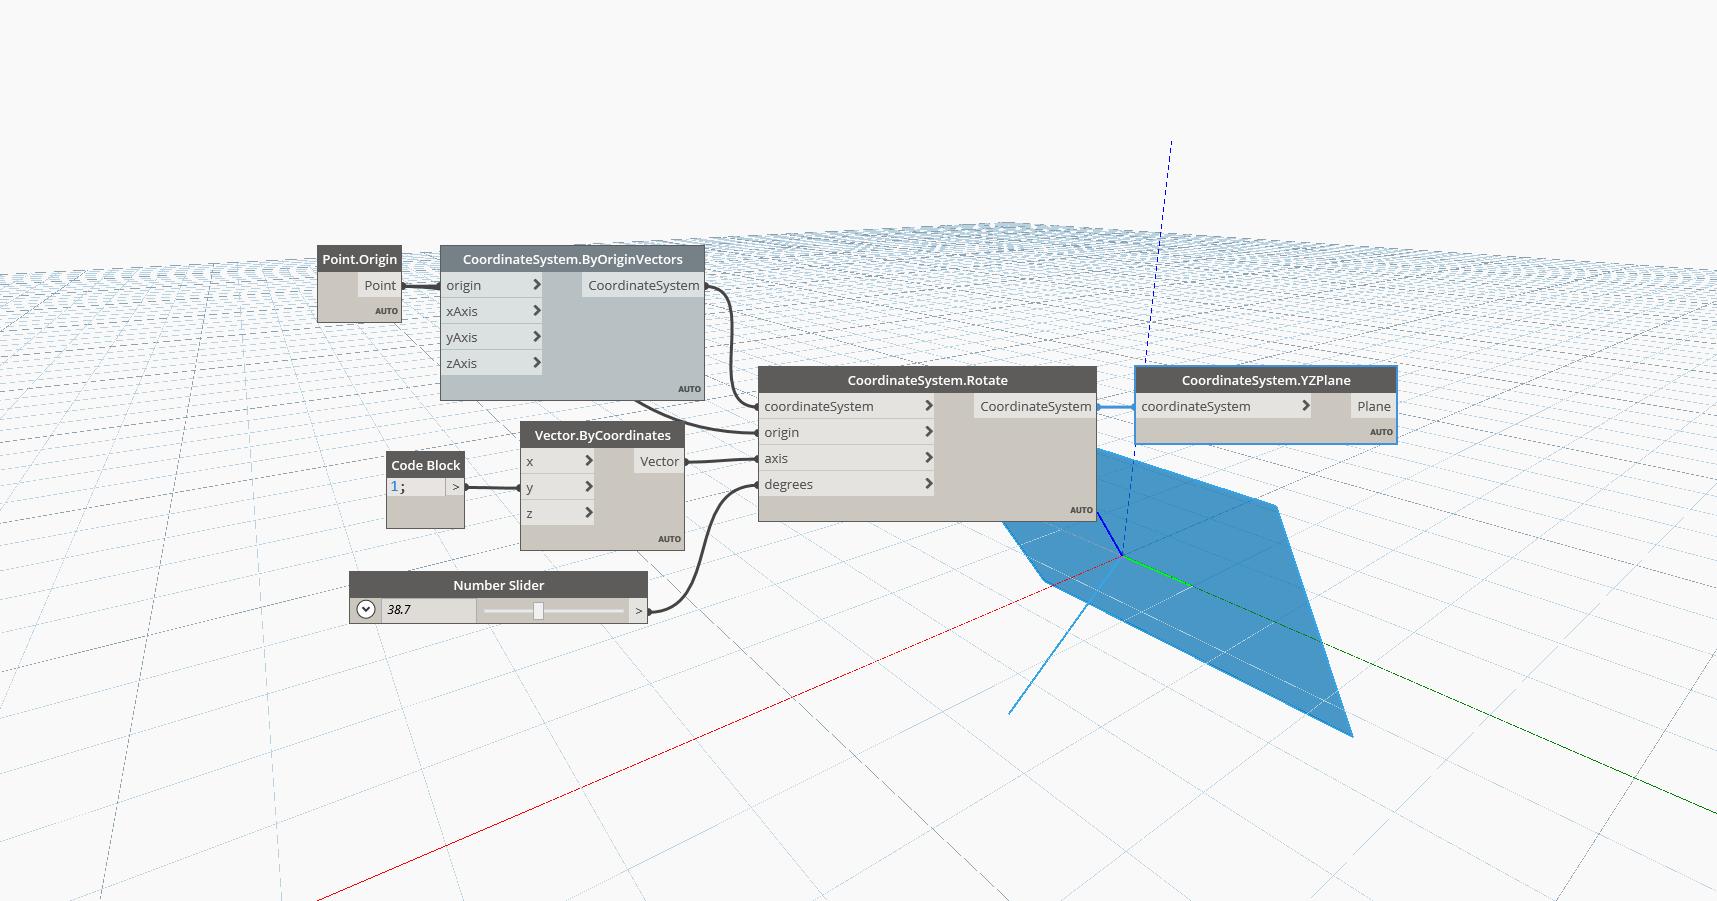 Point.Origin
Point
AUTO
CoordinateSystem.ByOriginVectors
origin > CoordinateSystem
xAxis >
yAxis >
zAxis >
AUTO
Code Block
1; >
Vector.ByCoordinates
x > Vector
y >
z >
AUTO
Number Slider
38.7 >
CoordinateSystem.Rotate
coordinateSystem > CoordinateSystem
origin >
axis >
degrees >
AUTO
CoordinateSystem.YZPlane
coordinateSystem > Plane
AUTO